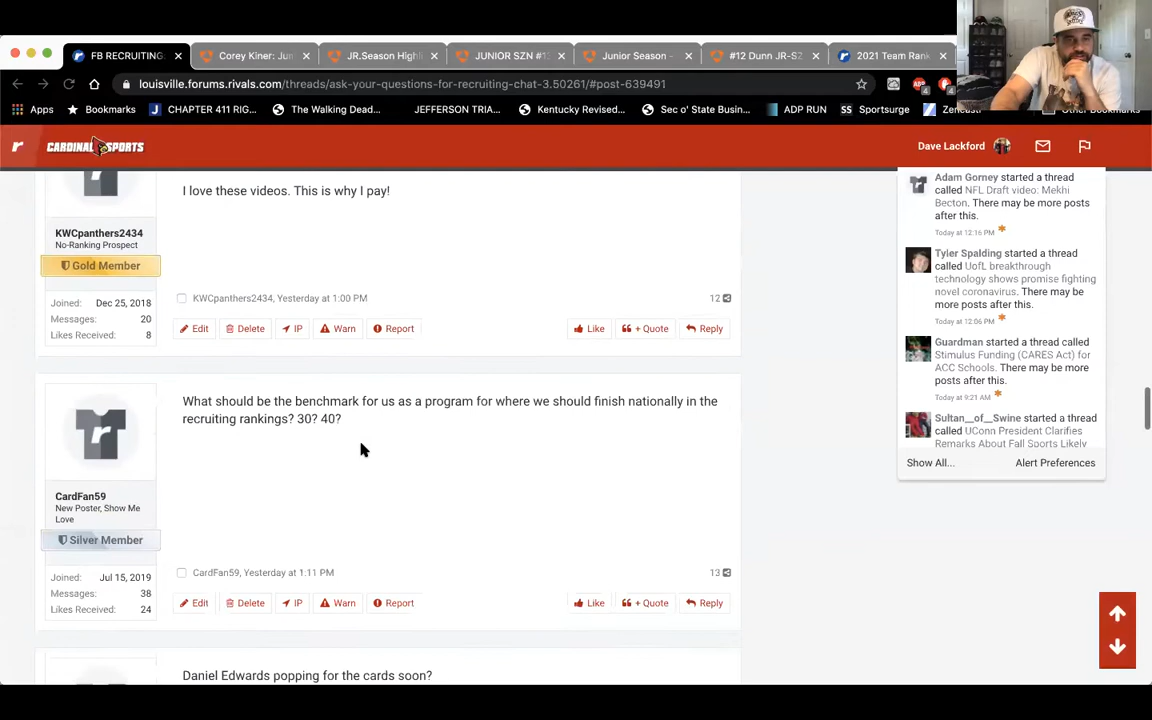 FB RECRUITING:
Corey Kiner: Jun
JR.Season Highli
JUNIOR SZN #1
Junior Season -
#12 Dunn JR-SZ
2021 Team Rank
louisville.forums.rivals.com/threads/ask-your-questions-for-recruiting-chat-3.50261/#post-639491
Apps
Bookmarks
CHAPTER 411 RIG...
The Walking Dead...
JEFFERSON TRIA...
Kentucky Revised...
Sec o' State Busin...
ADP RUN
SS Sportsurge
Zencast
Other Bookmarks
r CARDINAL SPORTS
Dave Lackford
I love these videos. This is why I pay!
KWCpanthers2434
No-Ranking Prospect
Gold Member
Joined: Dec 25, 2018
Messages: 20
Likes Received: 8
KWCpanthers2434, Yesterday at 1:00 PM
12
Edit Delete IP Warn Report
Like + Quote Reply
What should be the benchmark for us as a program for where we should finish nationally in the
recruiting rankings? 30? 40?
CardFan59
New Poster, Show Me
Love
Silver Member
Joined: Jul 15, 2019
Messages: 38
Likes Received: 24
CardFan59, Yesterday at 1:11 PM
13
Edit Delete IP Warn Report
Like + Quote Reply
Daniel Edwards popping for the cards soon?
Adam Gorney started a thread
called NFL Draft video: Mekhi
Becton. There may be more posts
after this.
Today at 12:16 PM
Tyler Spalding started a thread
called UofL breakthrough
technology shows promise fighting
novel coronavirus. There may be
more posts after this.
Today at 12:06 PM
Guardman started a thread called
Stimulus Funding (CARES Act) for
ACC Schools. There may be more
posts after this.
Today at 9:21 AM
Sultan__of__Swine started a thread
called UConn President Clarifies
Remarks About Fall Sports Likely
Show All...
Alert Preferences